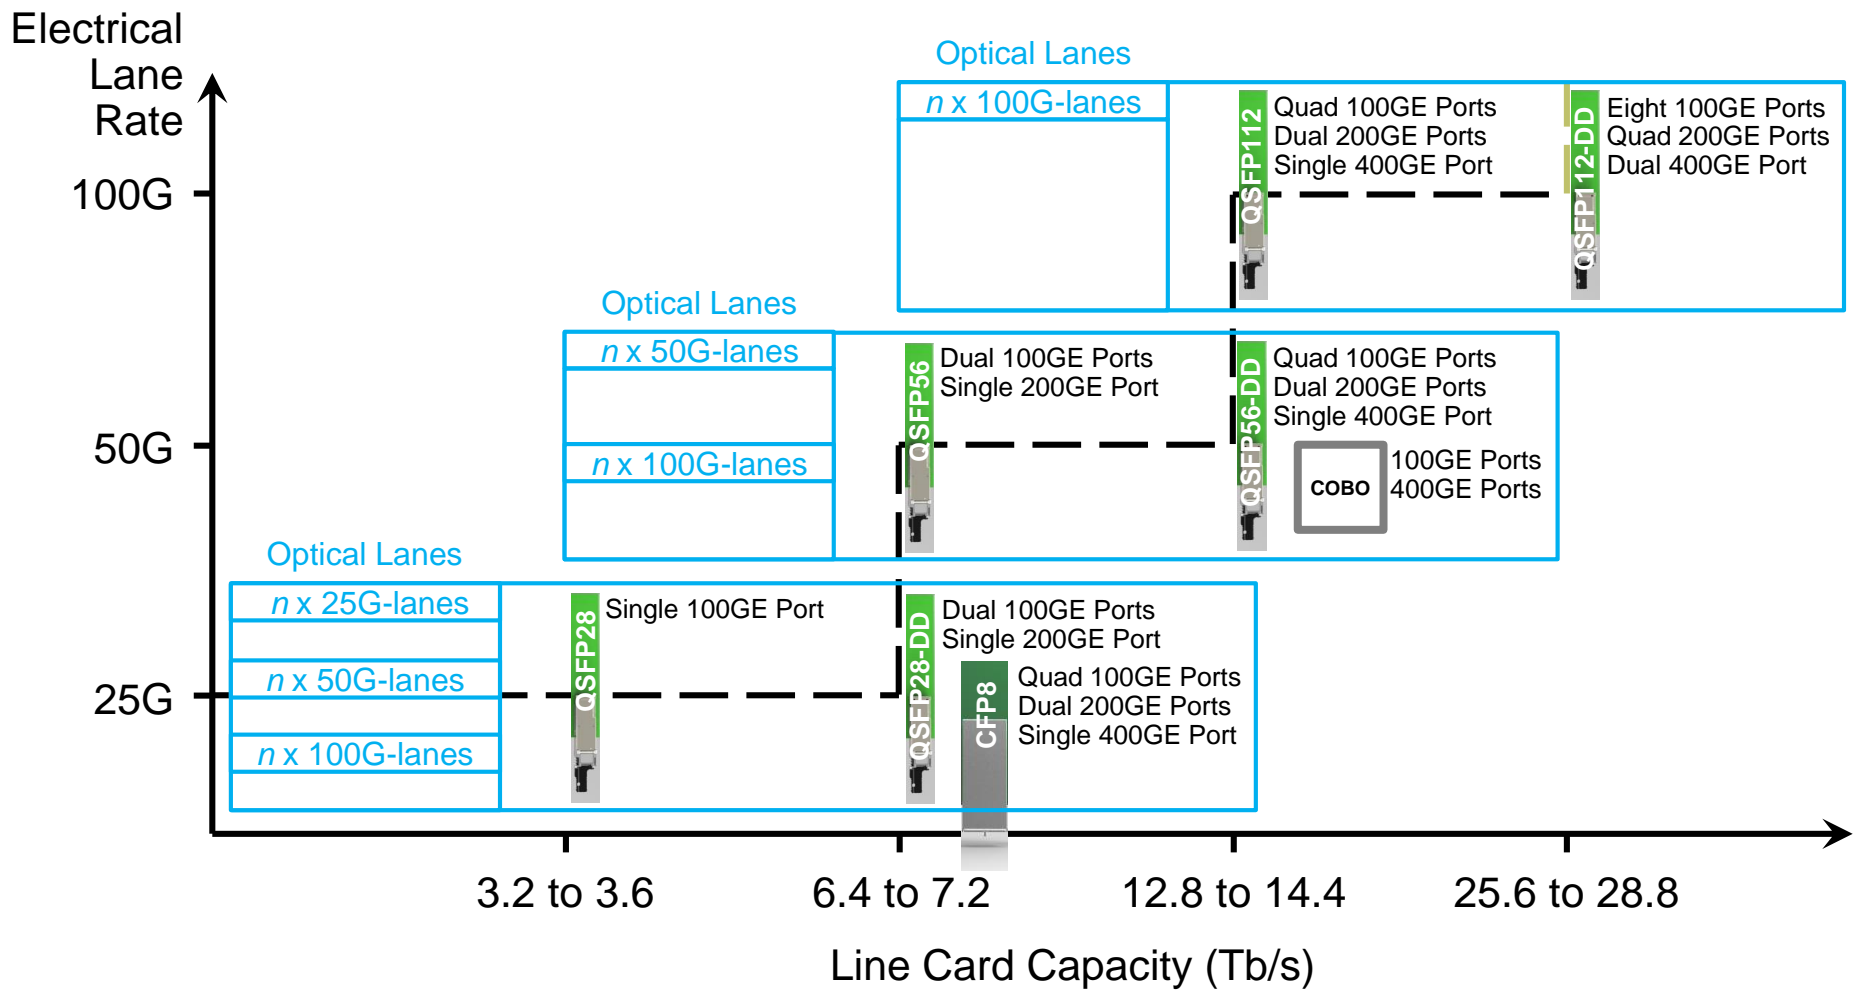 Electrical
Lane
Rate
100G
50G
25G
Optical Lanes
n x 100G-lanes
QSFP112
Quad 100GE Ports
Dual 200GE Ports
Single 400GE Port
QSFP112-DD
Eight 100GE Ports
Quad 200GE Ports
Dual 400GE Port
Optical Lanes
n x 50G-lanes
n x 100G-lanes
QSFP56
Dual 100GE Ports
Single 200GE Port
QSFP56-DD
Quad 100GE Ports
Dual 200GE Ports
Single 400GE Port
COBO
100GE Ports
400GE Ports
Optical Lanes
n x 25G-lanes
n x 50G-lanes
n x 100G-lanes
QSFP28
Single 100GE Port
QSFP28-DD
Dual 100GE Ports
Single 200GE Port
CFP8
Quad 100GE Ports
Dual 200GE Ports
Single 400GE Port
3.2 to 3.6
6.4 to 7.2
12.8 to 14.4
25.6 to 28.8
Line Card Capacity (Tb/s)